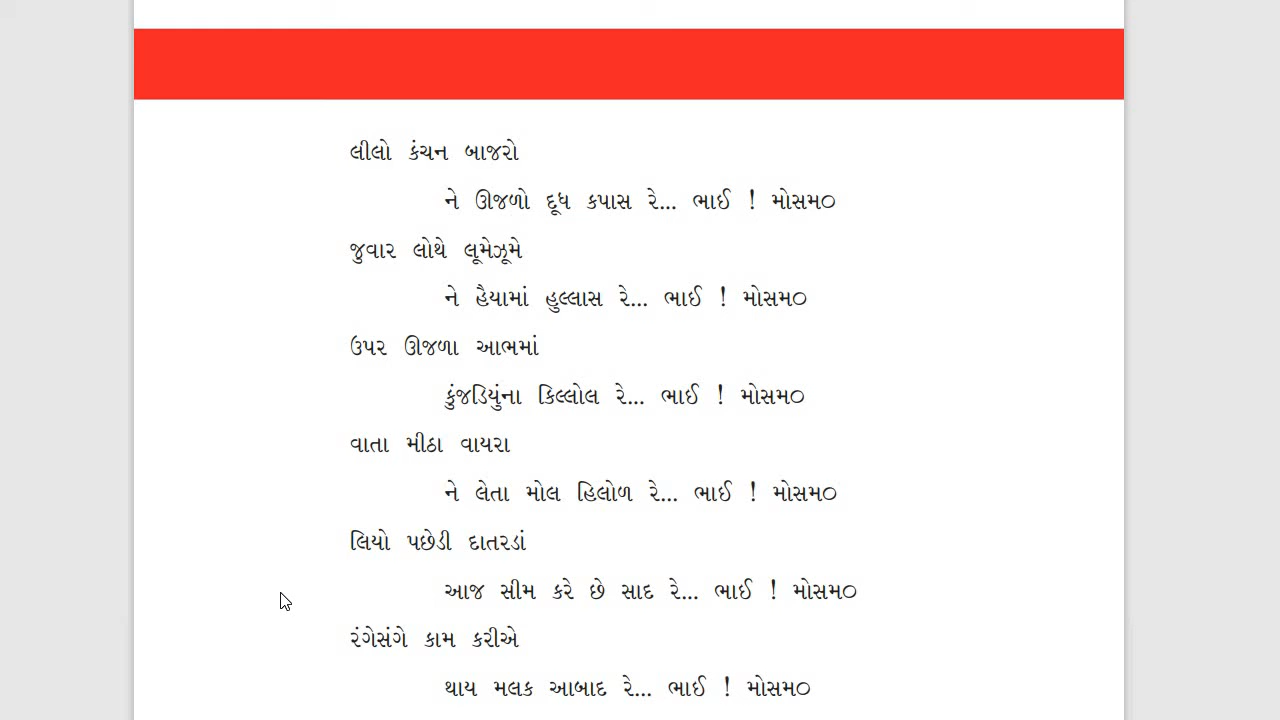 લીલો કંચન બાજરો
ને ઊજળો દૂધ કપાસ રે... ભાઈ ! મોસમ૦
જુવાર લોથે લૂમેઝૂમે
ને હૈયામાં હુલ્લાસ રે... ભાઈ ! મોસમ૦
ઉપર ઊજળા આભમાં
કુંજડિયુંના કિલ્લોલ રે... ભાઈ ! મોસમ૦
વાતા મીઠા વાયરા
ને લેતા મોલ હિલોળ રે... ભાઈ ! મોસમ૦
લિયો પછેડી દાતરડાં
આજ સીમ કરે છે સાદ રે... ભાઈ ! મોસમ૦
રંગેસંગે કામ કરીએ
થાય મલક આબાદ રે... ભાઈ ! મોસમ૦